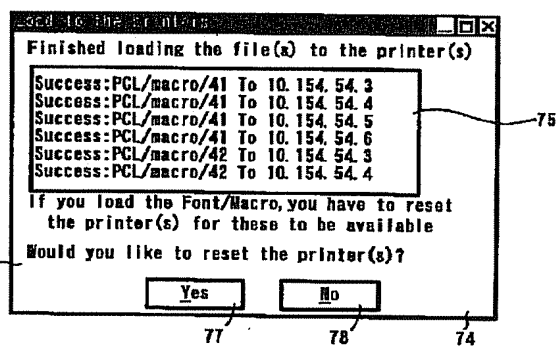 Load to the Printers
Finished loading the file(s) to the printer(s)
Success:PCL/macro/41 To 10.154.54.3
Success:PCL/macro/41 To 10.154.54.4
Success:PCL/macro/41 To 10.154.54.5
Success:PCL/macro/41 To 10.154.54.6
Success:PCL/macro/42 To 10.154.54.3
Success:PCL/macro/42 To 10.154.54.4
75
If you load the Font/Macro,you have to reset
the printer(s) for these to be available
Would you like to reset the printer(s)?
Yes
No
77
78
74